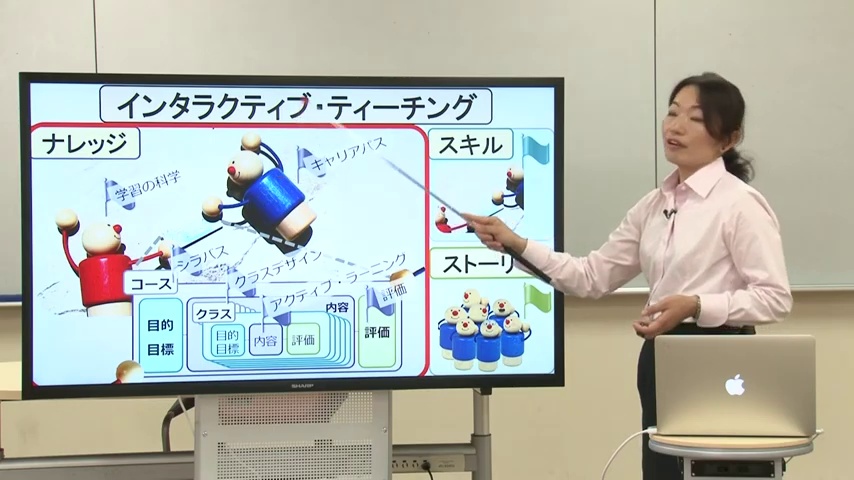 インタラクティブ・ティーチング
ナレッジ
スキル
学習の科学
キャリアパス
シラバス
クラスデザイン
アクティブ・ラーニング
評価
ストーリー
コース
目的
目標
クラス
内容
目的
目標
内容
評価
評価
SHARP